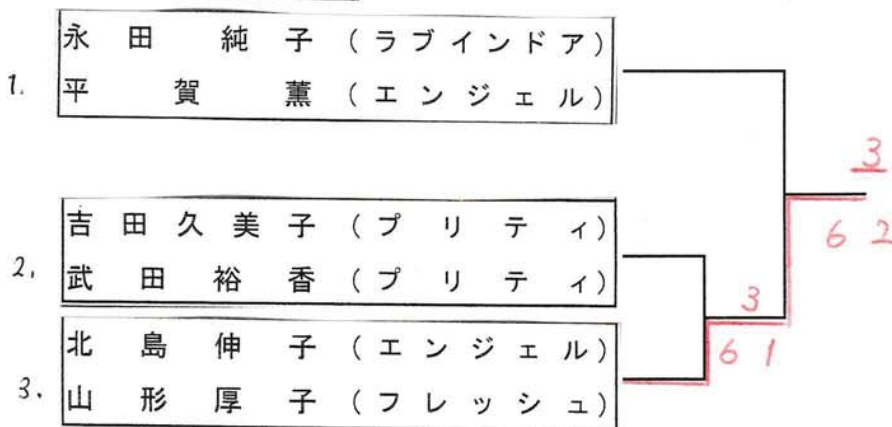 1. 永田純子(ラブインドア)
平賀薫(エンジェル)
2. 吉田久美子(プリティ)
武田裕香(プリティ)
3. 北島伸子(エンジェル)
山形厚子(フレッシュ)
3
6 2
3
6 1